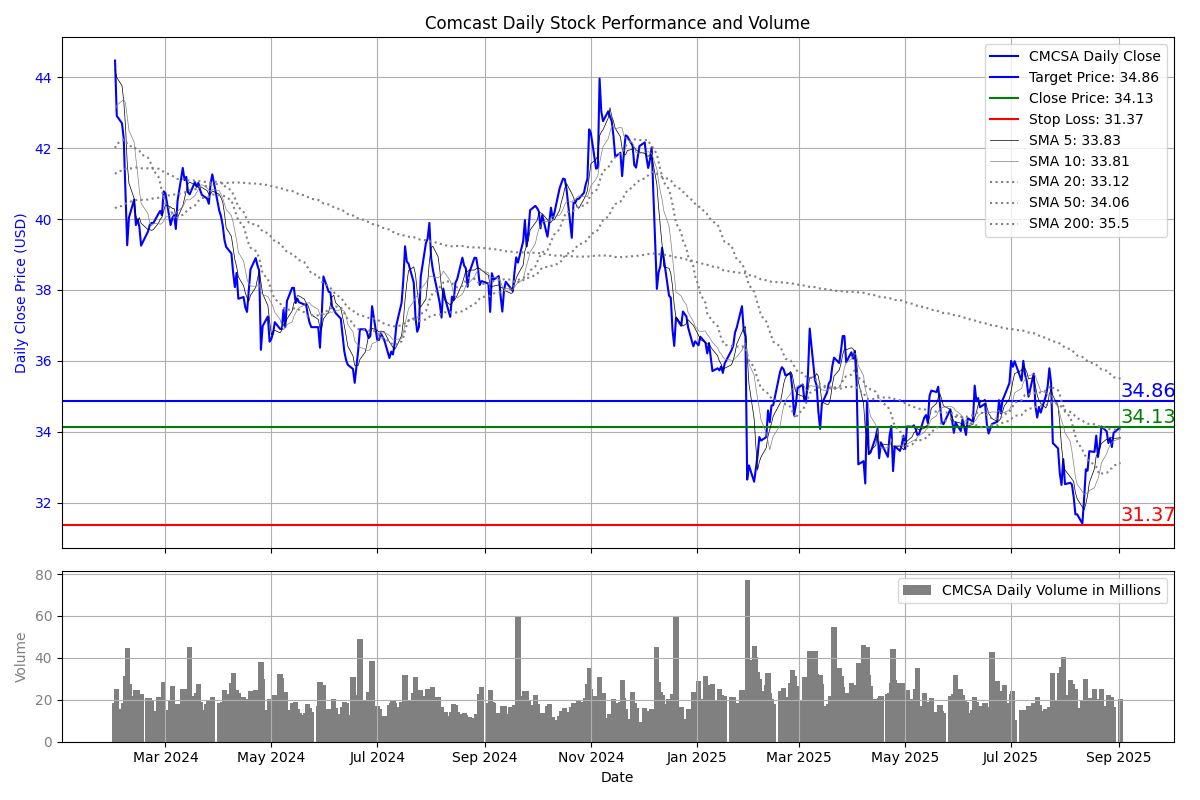 Comcast Daily Stock Performance and Volume
Daily Close Price (USD)
44
42
40
38
36
34
32
CMCSA Daily Close
Target Price: 34.86
Close Price: 34.13
Stop Loss: 31.37
SMA 5: 33.83
SMA 10: 33.81
SMA 20: 33.12
SMA 50: 34.06
SMA 200: 35.5
34.86
34.13
31.37
Volume
80
60
40
20
0
CMCSA Daily Volume in Millions
Mar 2024 May 2024 Jul 2024 Sep 2024 Nov 2024 Jan 2025 Mar 2025 May 2025 Jul 2025 Sep 2025
Date